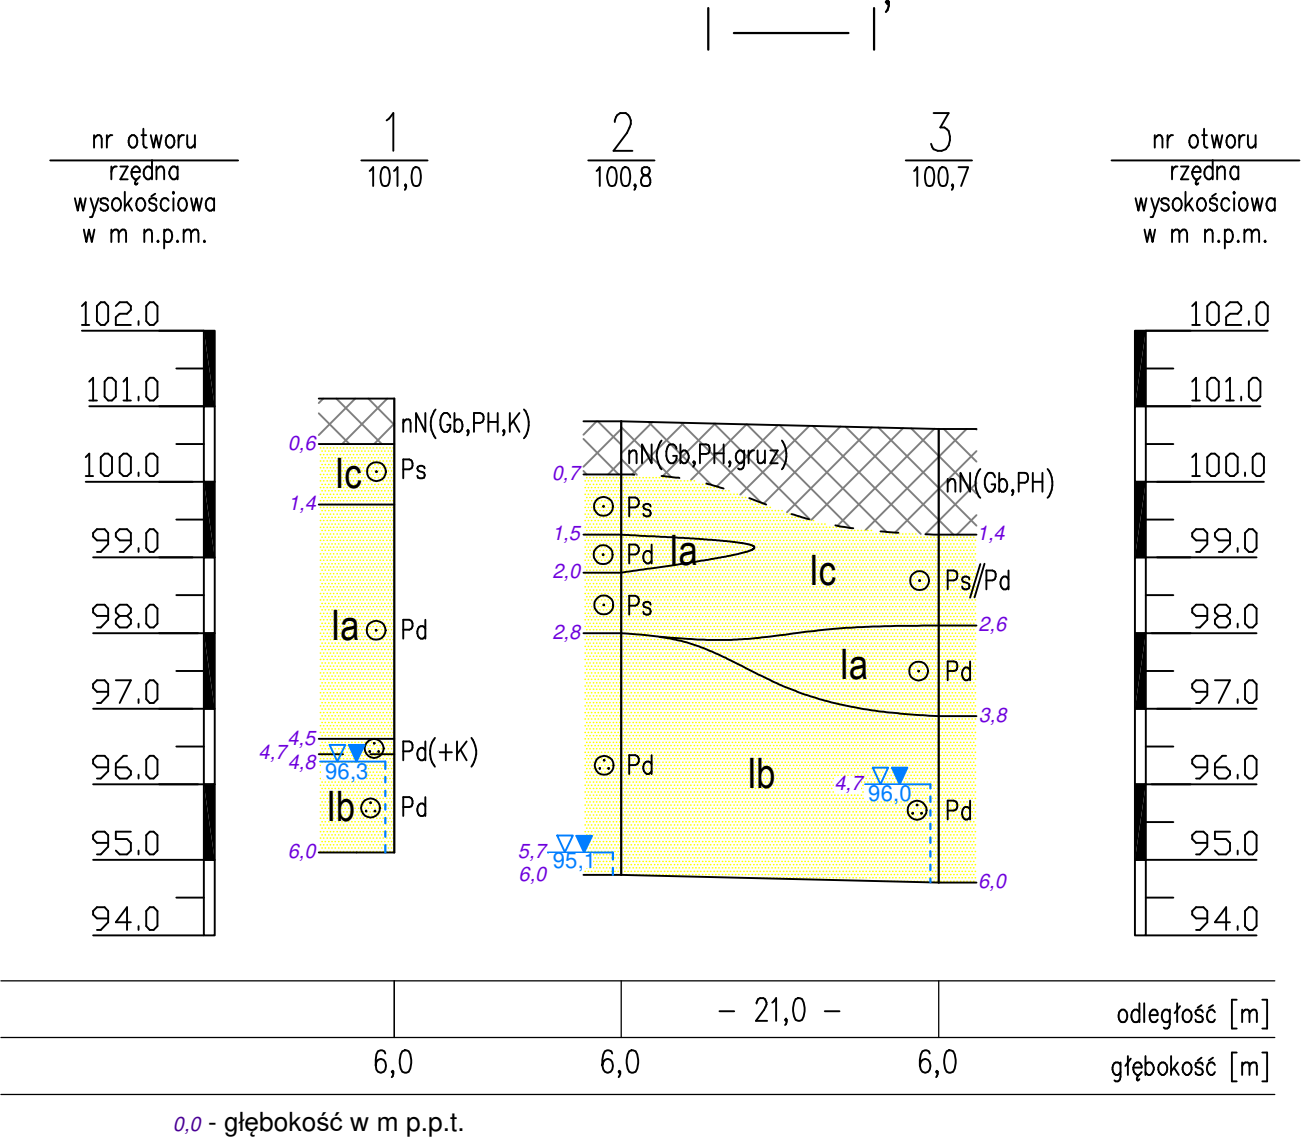 I — I'
1 2 3
nr otworu nr otworu
rzędna 101,0 100,8 100,7 rzędna
wysokościowa wysokościowa
w m n.p.m. w m n.p.m.
102.0 102.0
101.0 101.0
nN(Gb,PH,K)
0,6
nN(Gb,PH,gruz)
100.0 Ic Ps 0,7 nN(Gb,PH) 100.0
1,4 Ps
99.0 1,5 Pd Ia 1,4 99.0
2,0 Ic Ps//Pd
Ps
98.0 Ia Pd 2,8 2,6 98.0
Ia Pd
97.0 3,8 97.0
4,5
4,7 Pd(+K)
4,8 96,3 Pd Ib
96.0 4,7 96,0 96.0
Ib Pd Pd
95.0 6,0 5,7 95,1 95.0
6,0 6,0
94.0 94.0
- 21,0 - odległość [m]
6,0 6,0 6,0 głębokość [m]
0,0 - głębokość w m p.p.t.